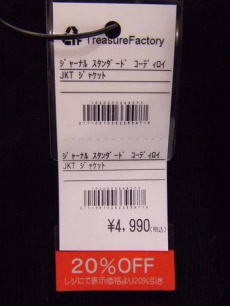 TreasureFactory
ジャーナル スタンダード コーディロイ
JKT ジャケット
ジャーナル スタンダード コーディロイ
JKT ジャケット
¥4,990(税込)
20%OFF
レジにて表示価格より20%引き